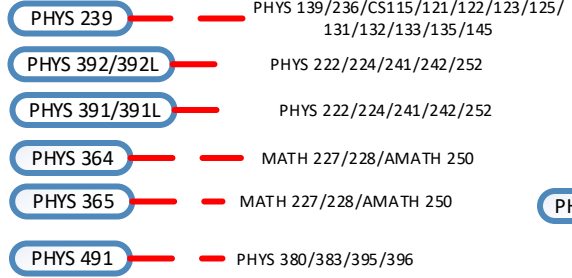 PHYS 239 PHYS 139/236/CS115/121/122/123/125/
131/132/133/135/145
PHYS 392/392L PHYS 222/224/241/242/252
PHYS 391/391L PHYS 222/224/241/242/252
PHYS 364 MATH 227/228/AMATH 250
PHYS 365 MATH 227/228/AMATH 250
PHYS 491 PHYS 380/383/395/396